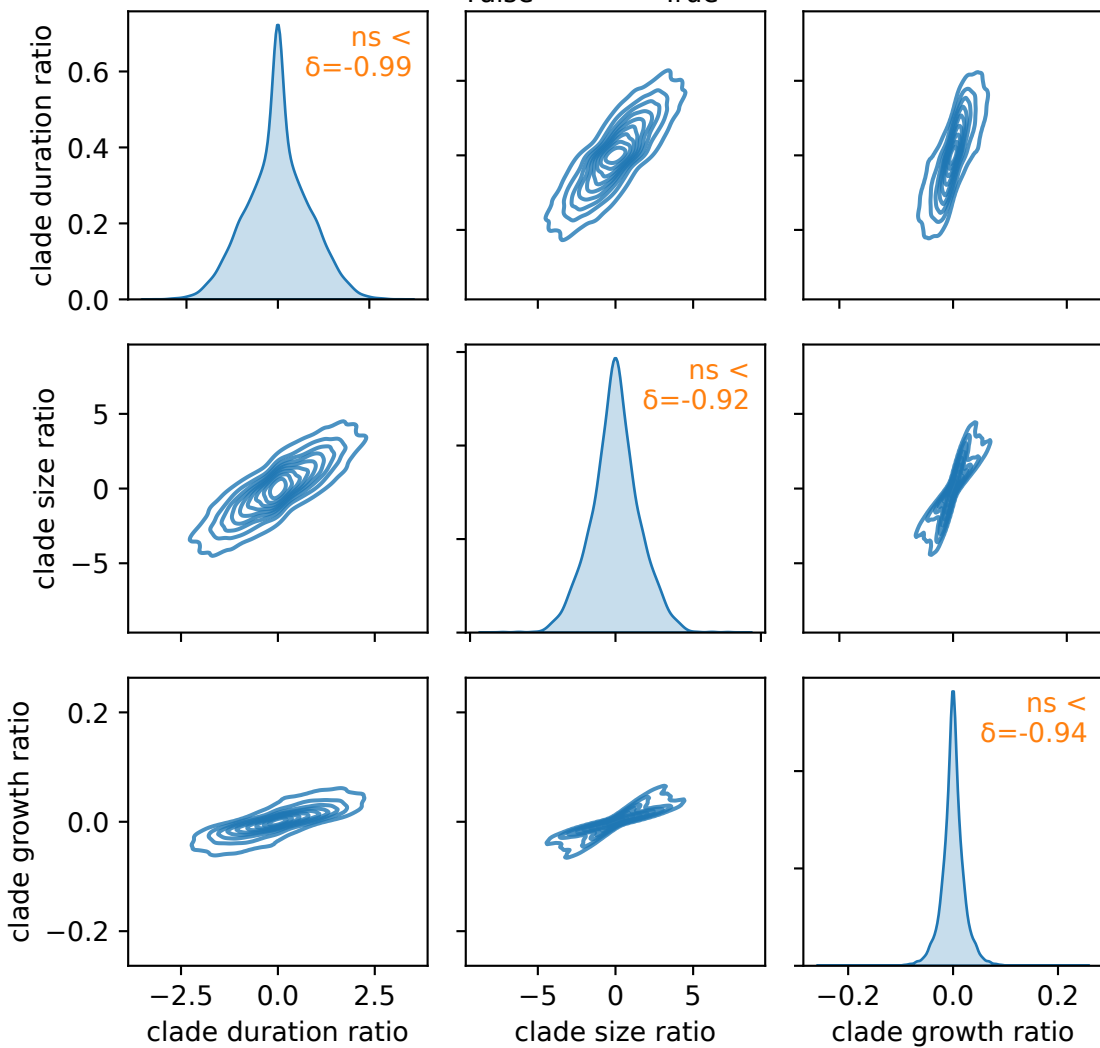 clade duration ratio
0.6
0.4
0.2
0.0
ns <
δ=-0.99
clade size ratio
5
0
−5
ns <
δ=-0.92
clade growth ratio
0.2
0.0
−0.2
ns <
δ=-0.94
−2.5 0.0 2.5
−5 0 5
−0.2 0.0 0.2
clade duration ratio
clade size ratio
clade growth ratio